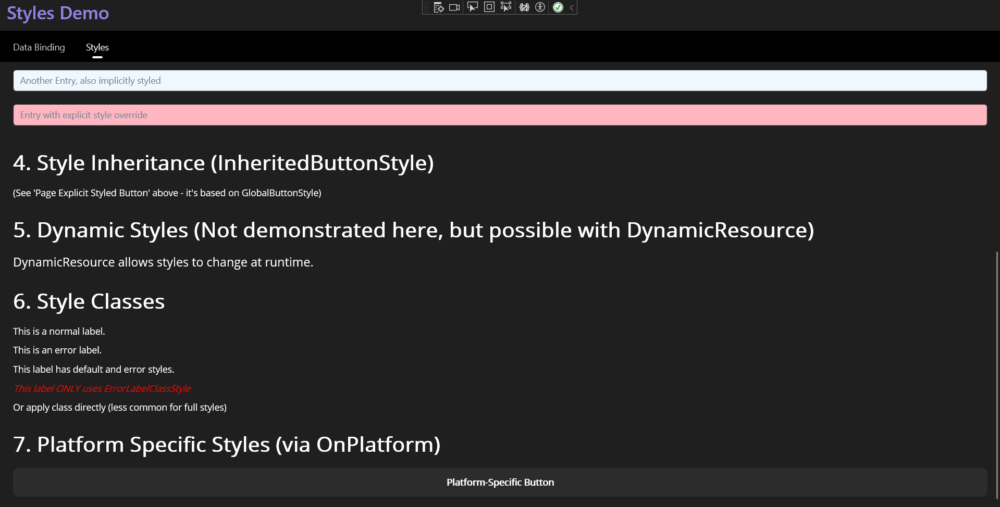 Styles Demo
Data Binding
Styles
Another Entry, also implicitly styled
Entry with explicit style override
4. Style Inheritance (InheritedButtonStyle)
(See 'Page Explicit Styled Button' above - it's based on GlobalButtonStyle)
5. Dynamic Styles (Not demonstrated here, but possible with DynamicResource)
DynamicResource allows styles to change at runtime.
6. Style Classes
This is a normal label.
This is an error label.
This label has default and error styles.
This label ONLY uses ErrorLabelClassStyle
Or apply class directly (less common for full styles)
7. Platform Specific Styles (via OnPlatform)
Platform-Specific Button